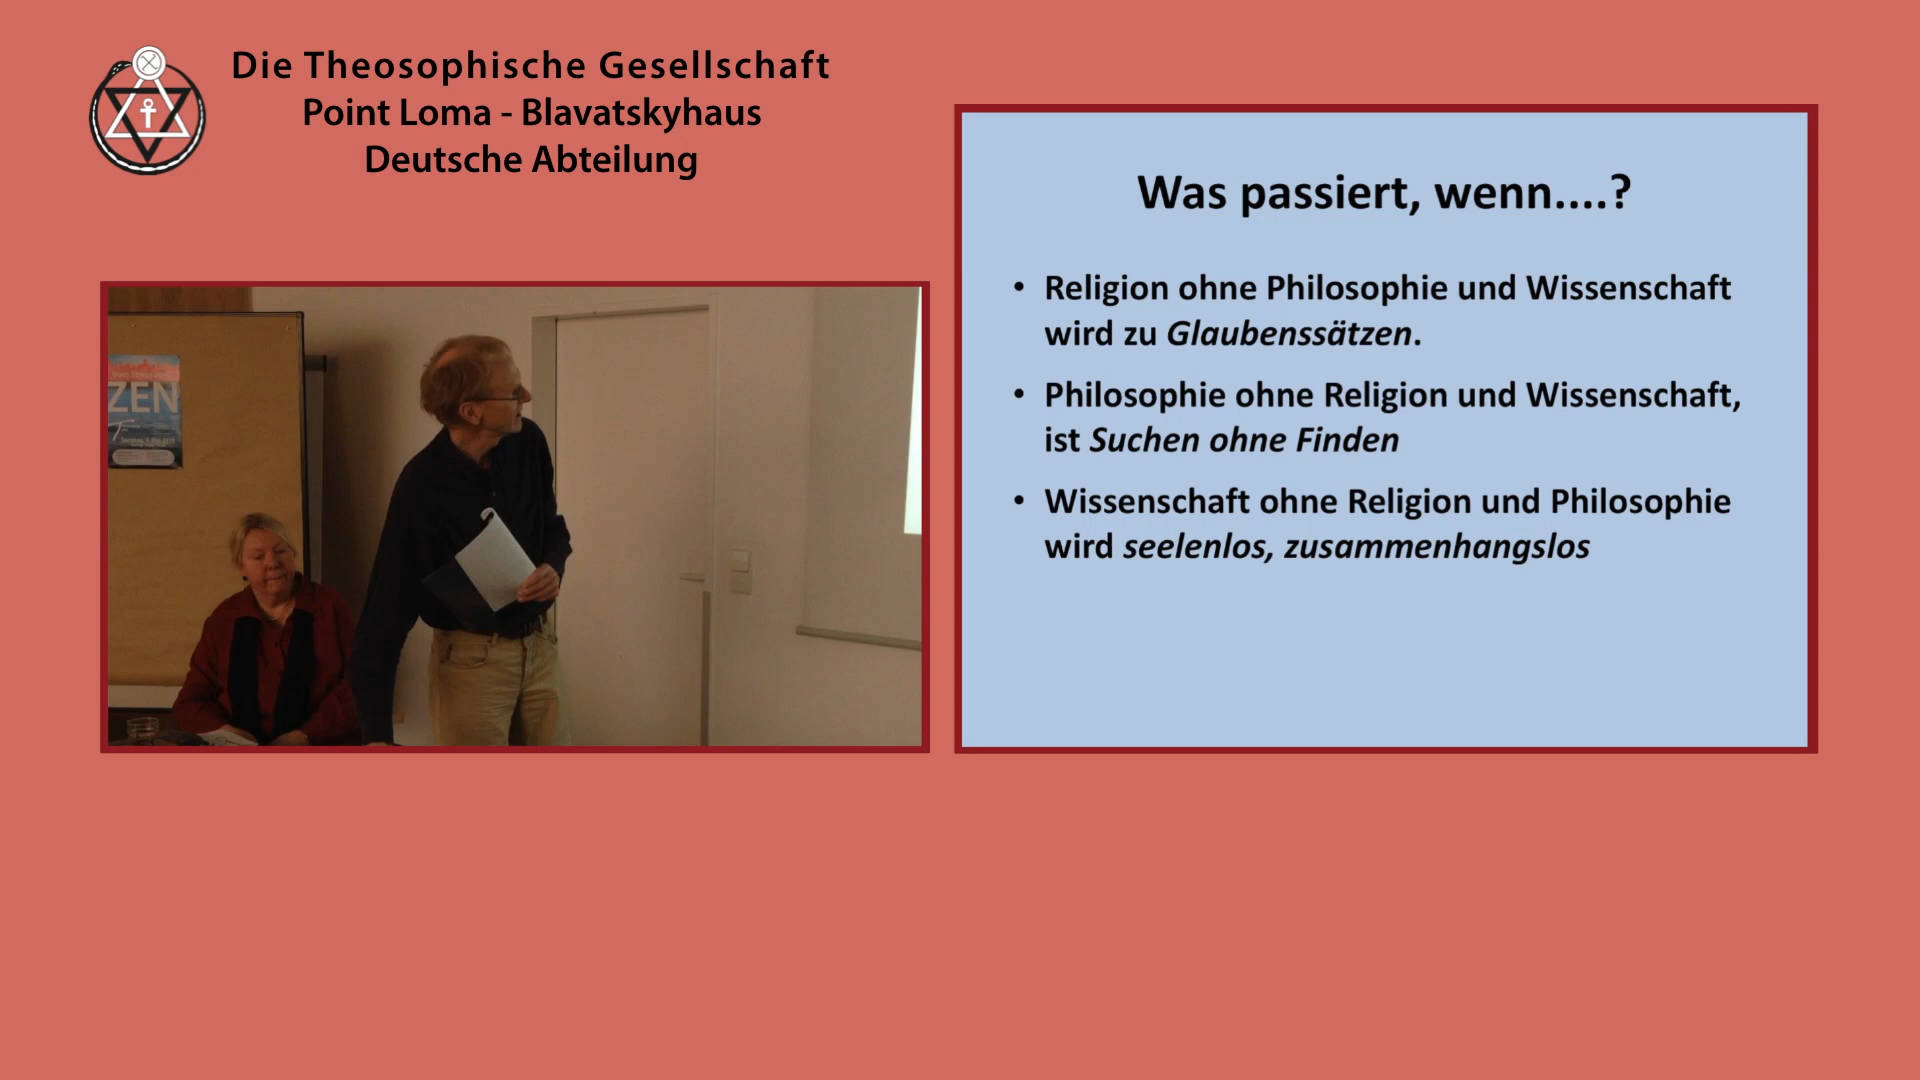 Die Theosophische Gesellschaft
Point Loma - Blavatskyhaus
Deutsche Abteilung
Was passiert, wenn....?
• Religion ohne Philosophie und Wissenschaft
wird zu Glaubenssätzen.
• Philosophie ohne Religion und Wissenschaft,
ist Suchen ohne Finden
• Wissenschaft ohne Religion und Philosophie
wird seelenlos, zusammenhangslos
ZEN